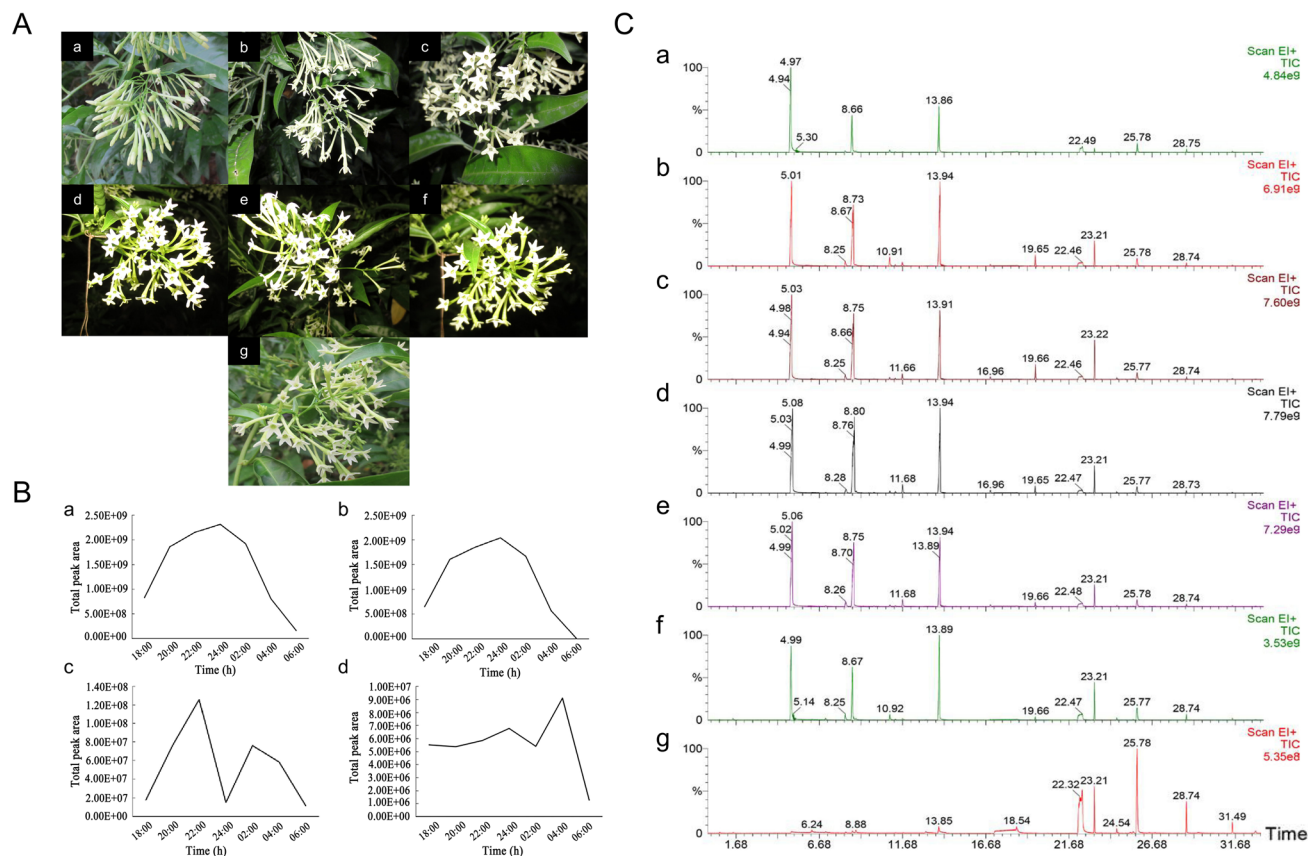 A
a
b
c
d
e
f
g
B
a
2.50E+09
2.00E+09
1.50E+09
1.00E+09
5.00E+08
0.00E+00
Total peak area
18:00 20:00 22:00 24:00 02:00 04:00 06:00
Time (h)
b
2.50E+09
2.00E+09
1.50E+09
1.00E+09
5.00E+08
0.00E+00
Total peak area
18:00 20:00 22:00 24:00 02:00 04:00 06:00
Time (h)
c
1.40E+08
1.20E+08
1.00E+08
8.00E+07
6.00E+07
4.00E+07
2.00E+07
0.00E+00
Total peak area
18:00 20:00 22:00 24:00 02:00 04:00 06:00
Time (h)
d
1.00E+07
9.00E+06
8.00E+06
7.00E+06
6.00E+06
5.00E+06
4.00E+06
3.00E+06
2.00E+06
1.00E+06
0.00E+00
Total peak area
18:00 20:00 22:00 24:00 02:00 04:00 06:00
Time (h)
C
a
Scan EI+
TIC
4.84e9
100
%
0
4.97
4.94
5.30
8.66
13.86
22.49
25.78
28.75
b
Scan EI+
TIC
6.91e9
100
%
0
5.01
8.73
8.67
8.25
10.91
13.94
19.65
22.46
23.21
25.78
28.74
c
Scan EI+
TIC
7.60e9
100
%
0
5.03
4.98
4.94
8.75
8.66
8.25
11.66
13.91
16.96
19.66
22.46
23.22
25.77
28.74
d
Scan EI+
TIC
7.79e9
100
%
0
5.08
5.03
4.99
8.80
8.76
8.28
11.68
13.94
16.96
19.65
22.47
23.21
25.77
28.73
e
Scan EI+
TIC
7.29e9
100
%
0
5.06
5.02
4.99
8.75
8.70
8.26
11.68
13.94
13.89
19.66
22.48
23.21
25.78
28.74
f
Scan EI+
TIC
3.53e9
100
%
0
4.99
5.14
8.67
8.25
10.92
13.89
19.66
22.47
23.21
25.77
28.74
g
Scan EI+
TIC
5.35e8
100
%
0
6.24
8.88
13.85
18.54
22.32
23.21
24.54
25.78
28.74
31.49
1.68 6.68 11.68 16.68 21.68 26.68 31.68
Time